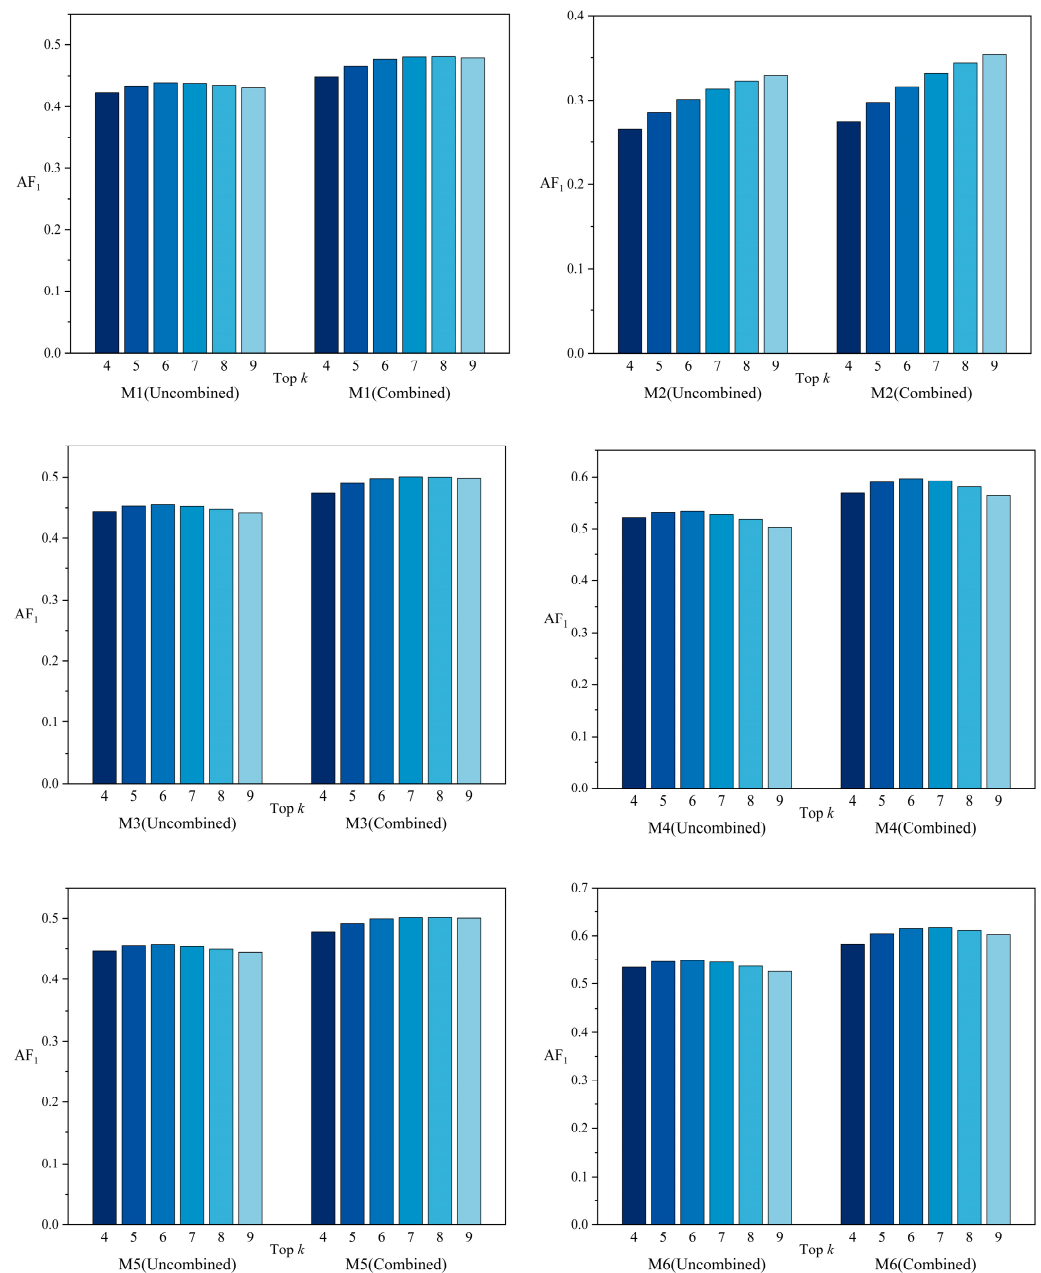 0.5
0.4
0.3
AF1
0.2
0.1
0.0
4 5 6 7 8 9 4 5 6 7 8 9
Top k
M1(Uncombined) M1(Combined)
0.4
0.3
0.2
AF1
0.1
0.0
4 5 6 7 8 9 4 5 6 7 8 9
Top k
M2(Uncombined) M2(Combined)
0.5
0.4
0.3
AF1
0.2
0.1
0.0
4 5 6 7 8 9 4 5 6 7 8 9
Top k
M3(Uncombined) M3(Combined)
0.6
0.5
0.4
AF1
0.3
0.2
0.1
0.0
4 5 6 7 8 9 4 5 6 7 8 9
Top k
M4(Uncombined) M4(Combined)
0.5
0.4
0.3
AF1
0.2
0.1
0.0
4 5 6 7 8 9 4 5 6 7 8 9
Top k
M5(Uncombined) M5(Combined)
0.7
0.6
0.5
0.4
AF1
0.3
0.2
0.1
0.0
4 5 6 7 8 9 4 5 6 7 8 9
Top k
M6(Uncombined) M6(Combined)